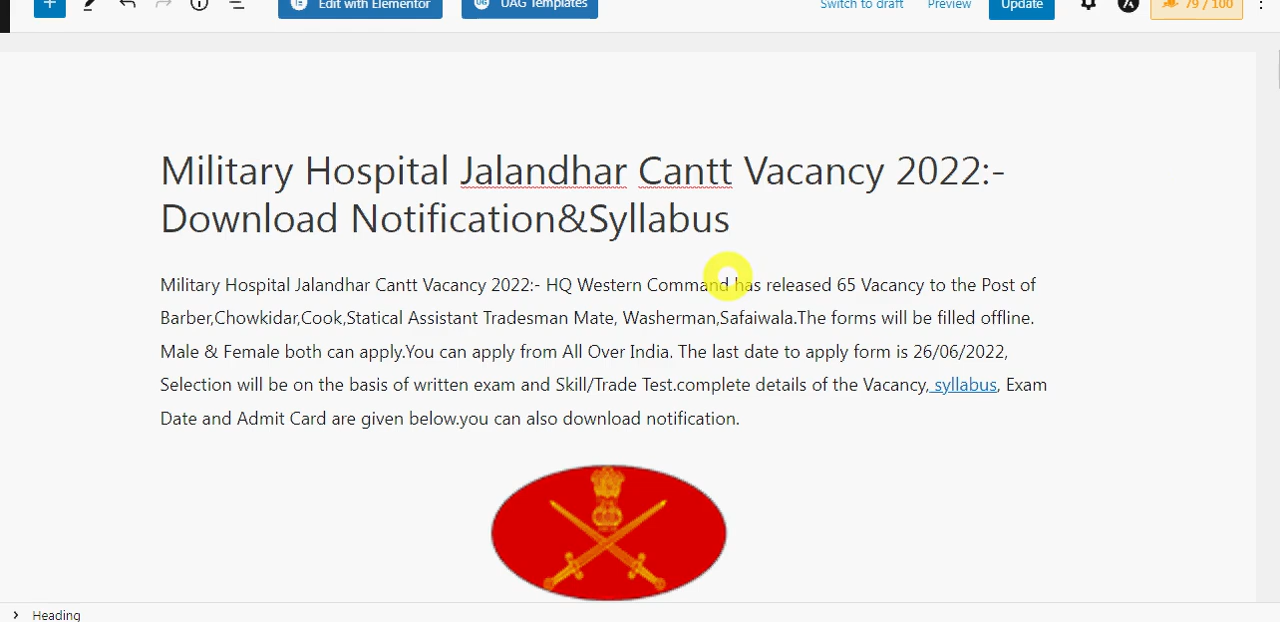 Edit with Elementor UAG Templates Switch to draft Preview Update 79 / 100
Military Hospital Jalandhar Cantt Vacancy 2022:-
Download Notification&Syllabus
Military Hospital Jalandhar Cantt Vacancy 2022:- HQ Western Command has released 65 Vacancy to the Post of
Barber,Chowkidar,Cook,Statical Assistant Tradesman Mate, Washerman,Safaiwala.The forms will be filled offline.
Male & Female both can apply.You can apply from All Over India. The last date to apply form is 26/06/2022,
Selection will be on the basis of written exam and Skill/Trade Test.complete details of the Vacancy, syllabus, Exam
Date and Admit Card are given below.you can also download notification.
Heading